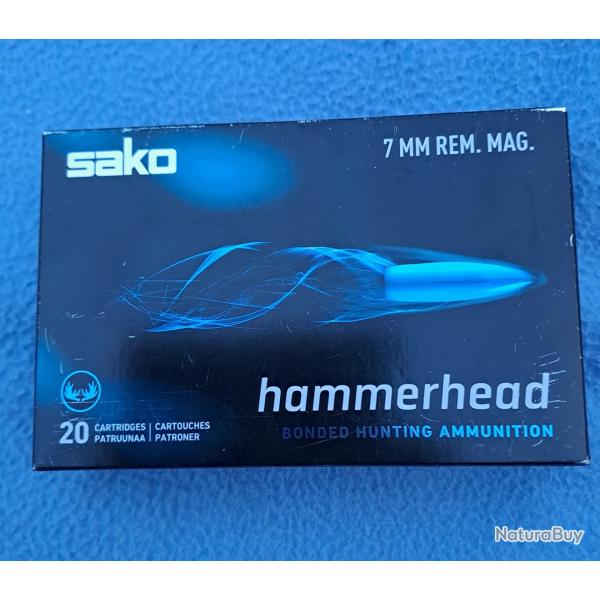 sako
7 MM REM. MAG.
hammerhead
BONDED HUNTING AMMUNITION
20 CARTRIDGES | CARTOUCHES
PATRUUNAA | PATRONER
NaturaBuy